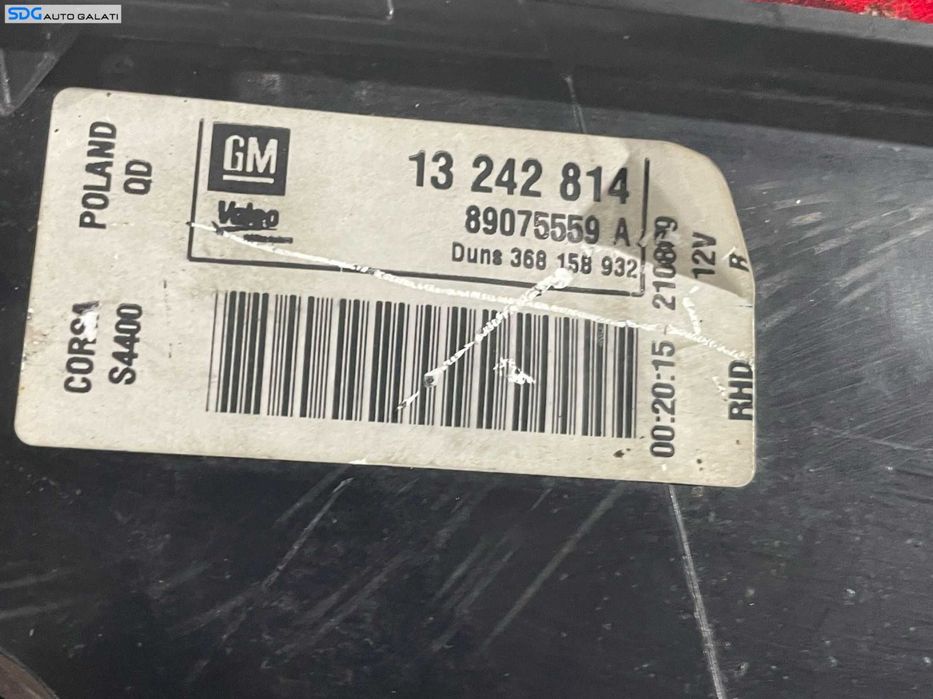 SDG AUTO GALATI
POLAND
QD
GM
Valeo
13 242 814
89075559 A
Duns 368 158 932
CORSA
S4400
00:20:15
12V
R
RHD